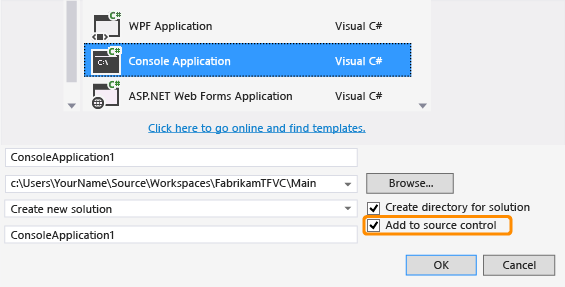 C#
WPF Application Visual C#
C#
C:\
Console Application Visual C#
C#
ASP.NET Web Forms Application Visual C#
Click here to go online and find templates.
ConsoleApplication1
c:\Users\YourName\Source\Workspaces\FabrikamTFVC\Main Browse...
Create new solution Create directory for solution
Add to source control
ConsoleApplication1
OK Cancel